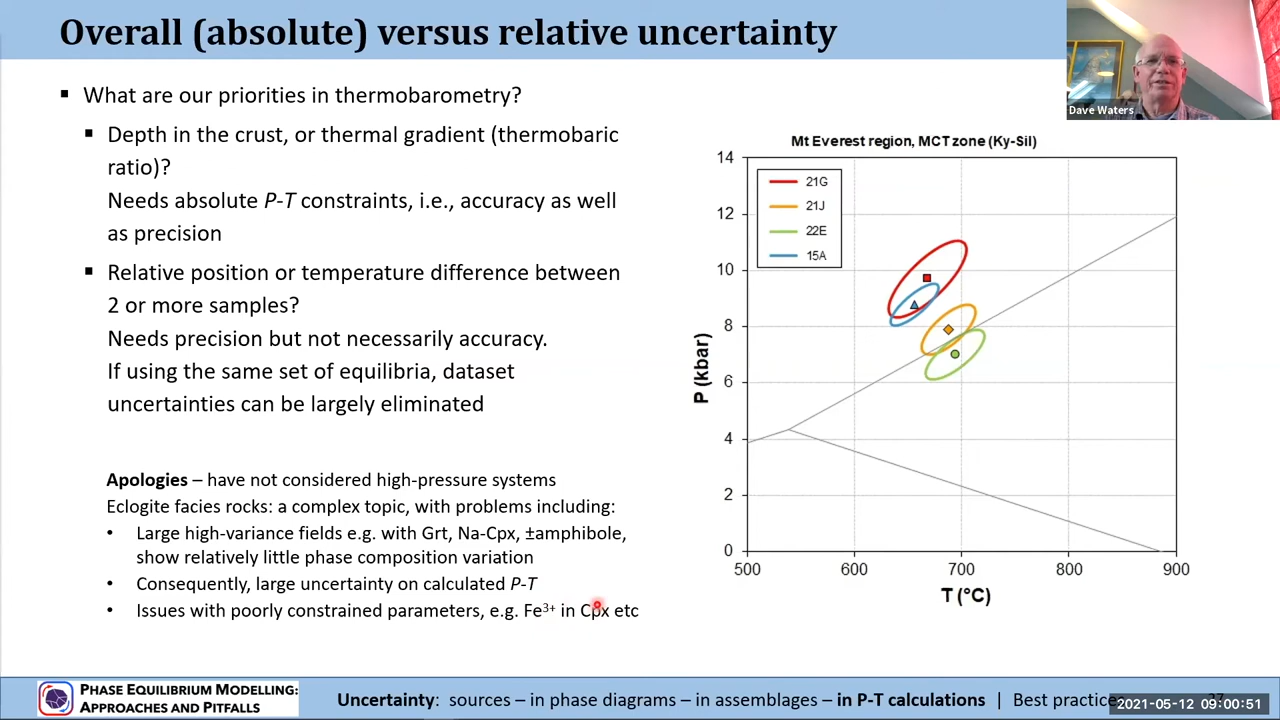 Overall (absolute) versus relative uncertainty
Dave Waters
▪ What are our priorities in thermobarometry?
▪ Depth in the crust, or thermal gradient (thermobaric
ratio)?
Needs absolute P-T constraints, i.e., accuracy as well
as precision
▪ Relative position or temperature difference between
2 or more samples?
Needs precision but not necessarily accuracy.
If using the same set of equilibria, dataset
uncertainties can be largely eliminated
Apologies – have not considered high-pressure systems
Eclogite facies rocks: a complex topic, with problems including:
• Large high-variance fields e.g. with Grt, Na-Cpx, ±amphibole,
show relatively little phase composition variation
• Consequently, large uncertainty on calculated P-T
• Issues with poorly constrained parameters, e.g. Fe³⁺ in Cpx etc
Mt Everest region, MCT zone (Ky-Sil)
21G
21J
22E
15A
P (kbar)
14
12
10
8
6
4
2
0
500 600 700 800 900
T (°C)
PHASE EQUILIBRIUM MODELLING:
APPROACHES AND PITFALLS
Uncertainty: sources – in phase diagrams – in assemblages – in P-T calculations | Best practice
2021-05-12 09:00:51